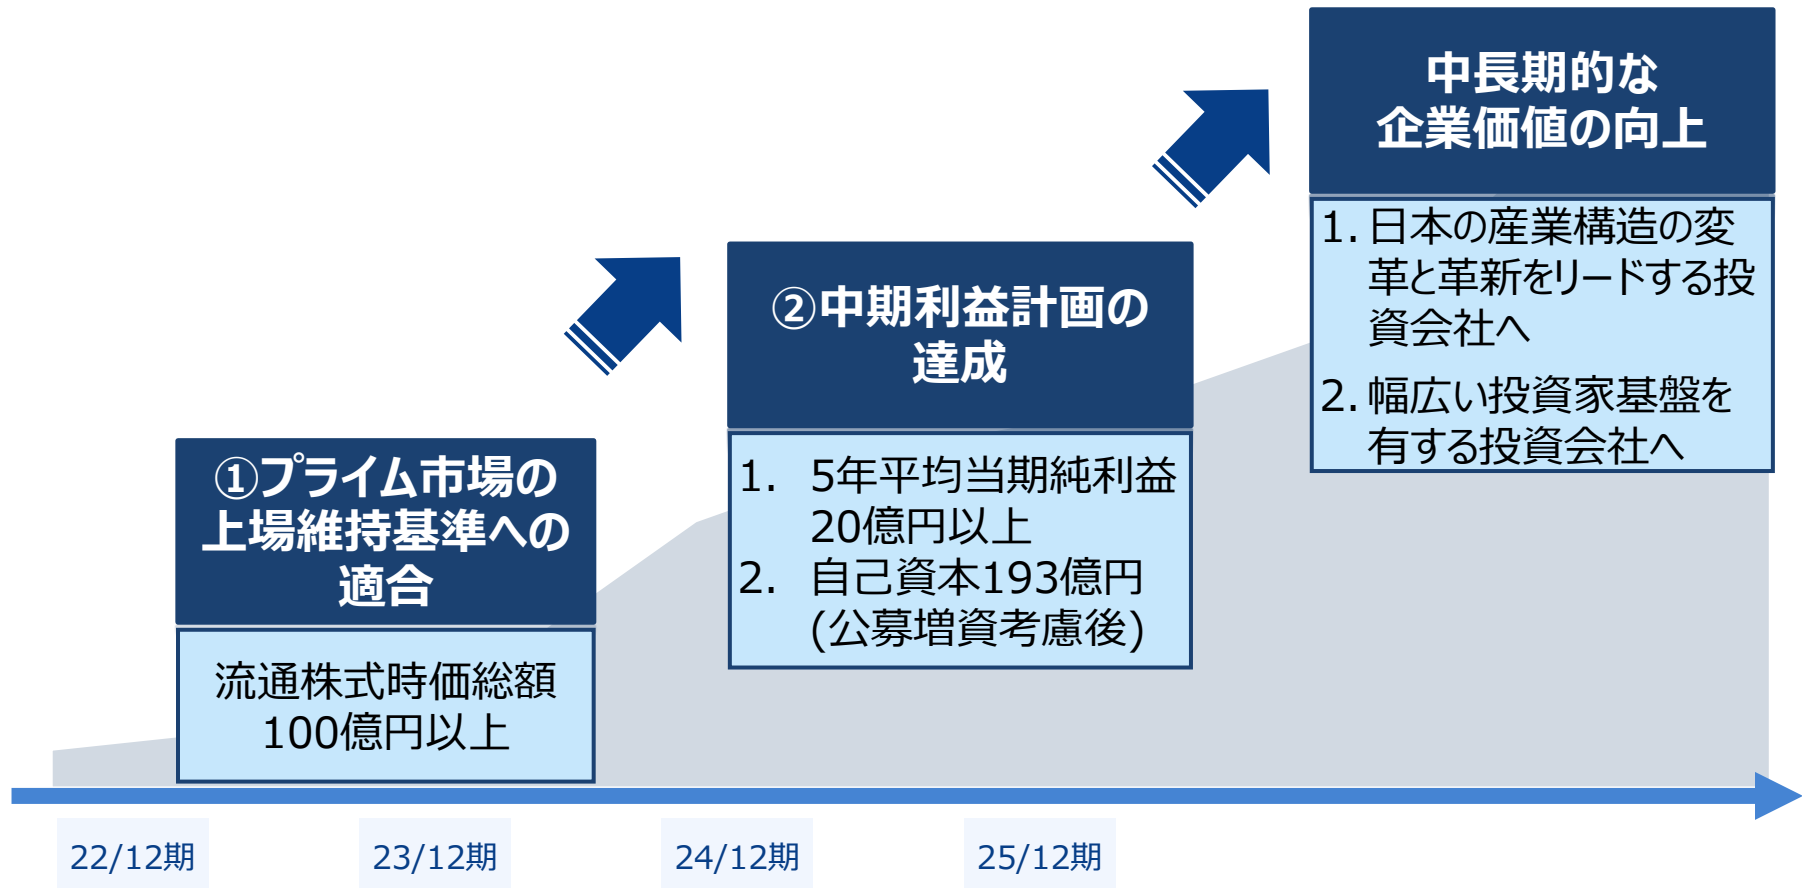 中長期的な
企業価値の向上
1. 日本の産業構造の変
革と革新をリードする投
資会社へ
2. 幅広い投資家基盤を
有する投資会社へ
②中期利益計画の
達成
1. 5年平均当期純利益
20億円以上
2. 自己資本193億円
(公募増資考慮後)
①プライム市場の
上場維持基準への
適合
流通株式時価総額
100億円以上
22/12期
23/12期
24/12期
25/12期